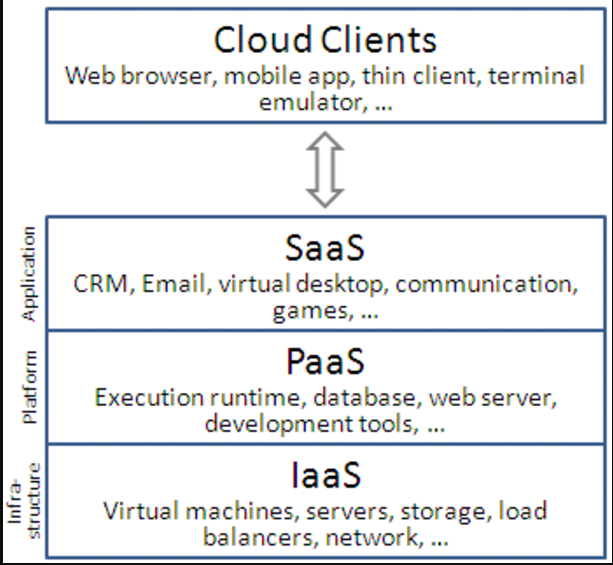 Cloud Clients
Web browser, mobile app, thin client, terminal
emulator, ...
Application
SaaS
CRM, Email, virtual desktop, communication,
games, ...
Platform
PaaS
Execution runtime, database, web server,
development tools, ...
Infra-
structure
IaaS
Virtual machines, servers, storage, load
balancers, network, ...